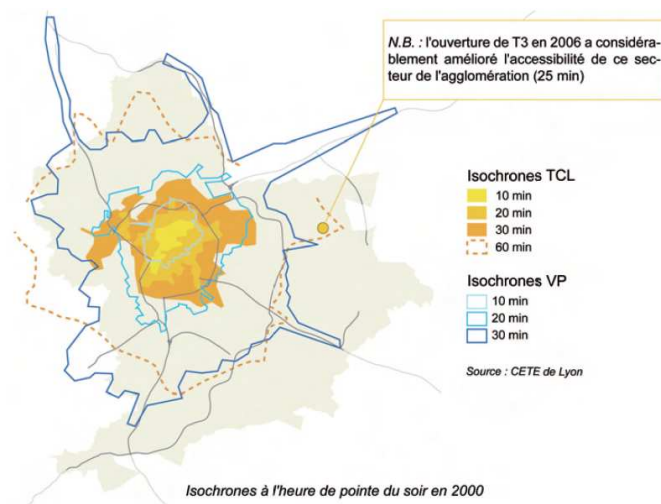 N.B. : l'ouverture de T3 en 2006 a considéra-
blement amélioré l'accessibilité de ce sec-
teur de l'agglomération (25 min)
Isochrones TCL
10 min
20 min
30 min
60 min
Isochrones VP
10 min
20 min
30 min
Source : CETE de Lyon
Isochrones à l'heure de pointe du soir en 2000